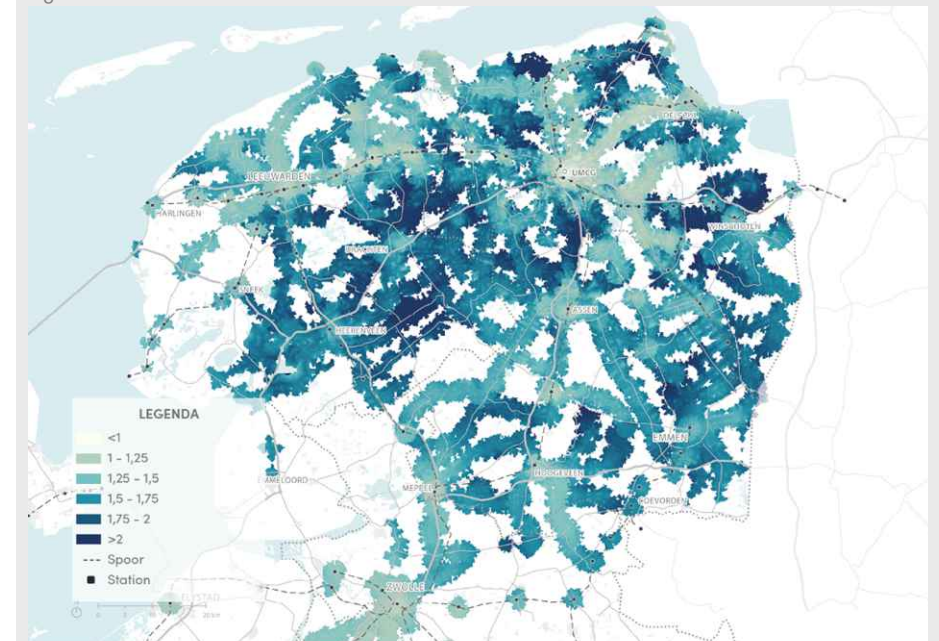 LEEUWARDEN
HARLINGEN
SNEEK
DRACHTEN
HEERENVEEN
UMCG
DELFZIJL
WINSCHOTEN
ASSEN
EMMEN
HOOGEVEEN
COEVORDEN
MEPPEL
ZWOLLE
LEGENDA
<1
1 - 1,25
1,25 - 1,5
1,5 - 1,75
1,75 - 2
>2
Spoor
Station